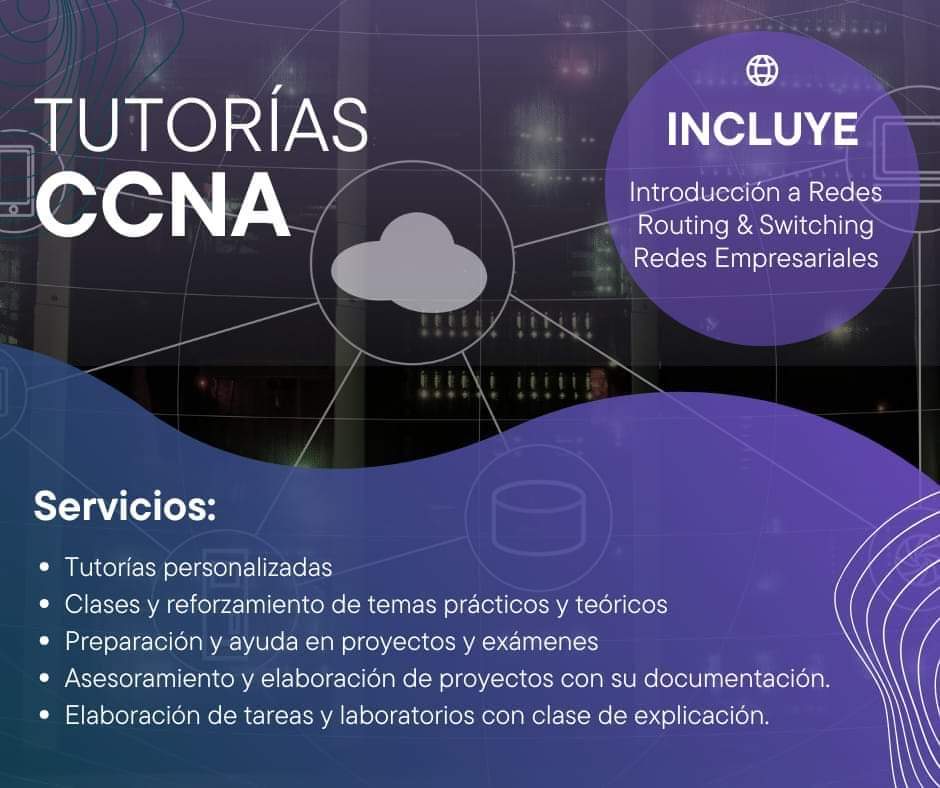 TUTORÍAS
CCNA
INCLUYE
Introducción a Redes
Routing & Switching
Redes Empresariales
Servicios:
• Tutorías personalizadas
• Clases y reforzamiento de temas prácticos y teóricos
• Preparación y ayuda en proyectos y exámenes
• Asesoramiento y elaboración de proyectos con su documentación.
• Elaboración de tareas y laboratorios con clase de explicación.